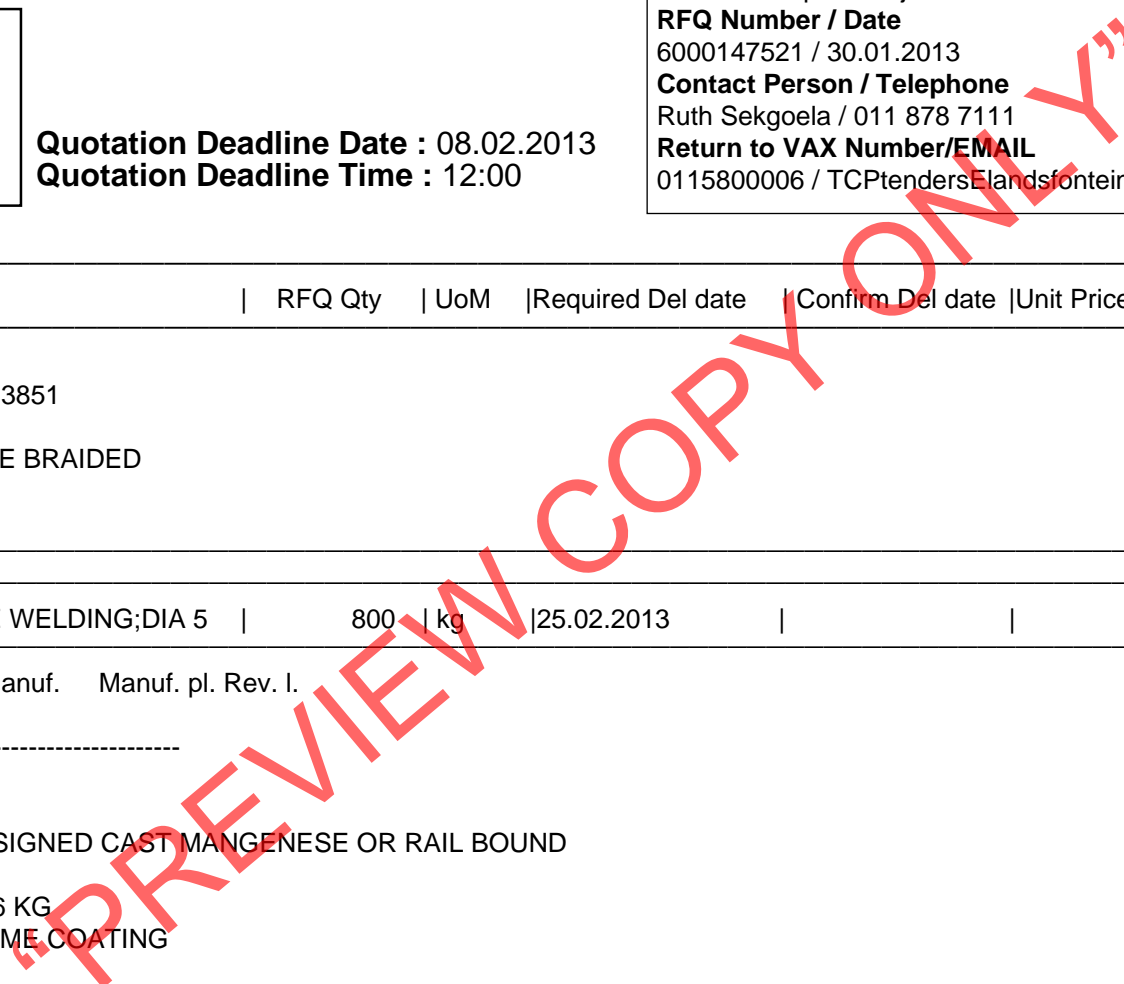 RFQ Number / Date
6000147521 / 30.01.2013
Contact Person / Telephone
Ruth Sekgoela / 011 878 7111
Quotation Deadline Date : 08.02.2013
Return to VAX Number/EMAIL
Quotation Deadline Time : 12:00
0115800006 / TCPtendersElandsfontein
| RFQ Qty | UoM |Required Del date | Confirm Del date |Unit Price
3851
E BRAIDED
WELDING;DIA 5 | 800 | kg |25.02.2013 | |
anuf. Manuf. pl. Rev. l.
--------------------
SIGNED CAST MANGENESE OR RAIL BOUND
6 KG
ME COATING
“PREVIEW COPY ONLY”